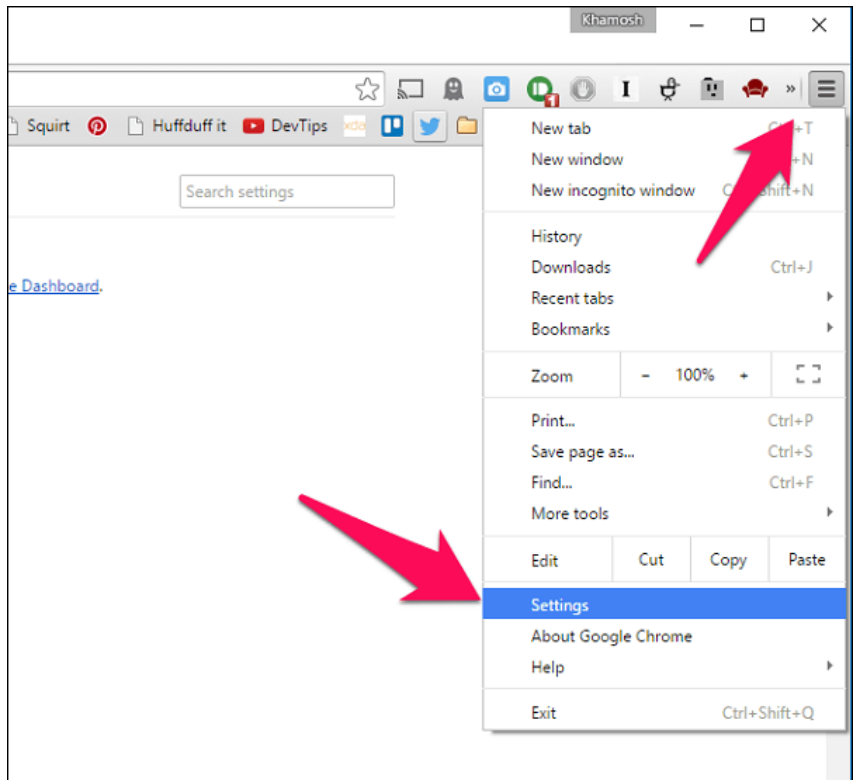 Khamosh
1
Squirt
Huffduff it
DevTips
xda
Search settings
e Dashboard.
New tab
New window
New incognito window
History
Downloads Ctrl+J
Recent tabs
Bookmarks
Zoom - 100% +
Print... Ctrl+P
Save page as... Ctrl+S
Find... Ctrl+F
More tools
Edit Cut Copy Paste
Settings
About Google Chrome
Help
Exit Ctrl+Shift+Q